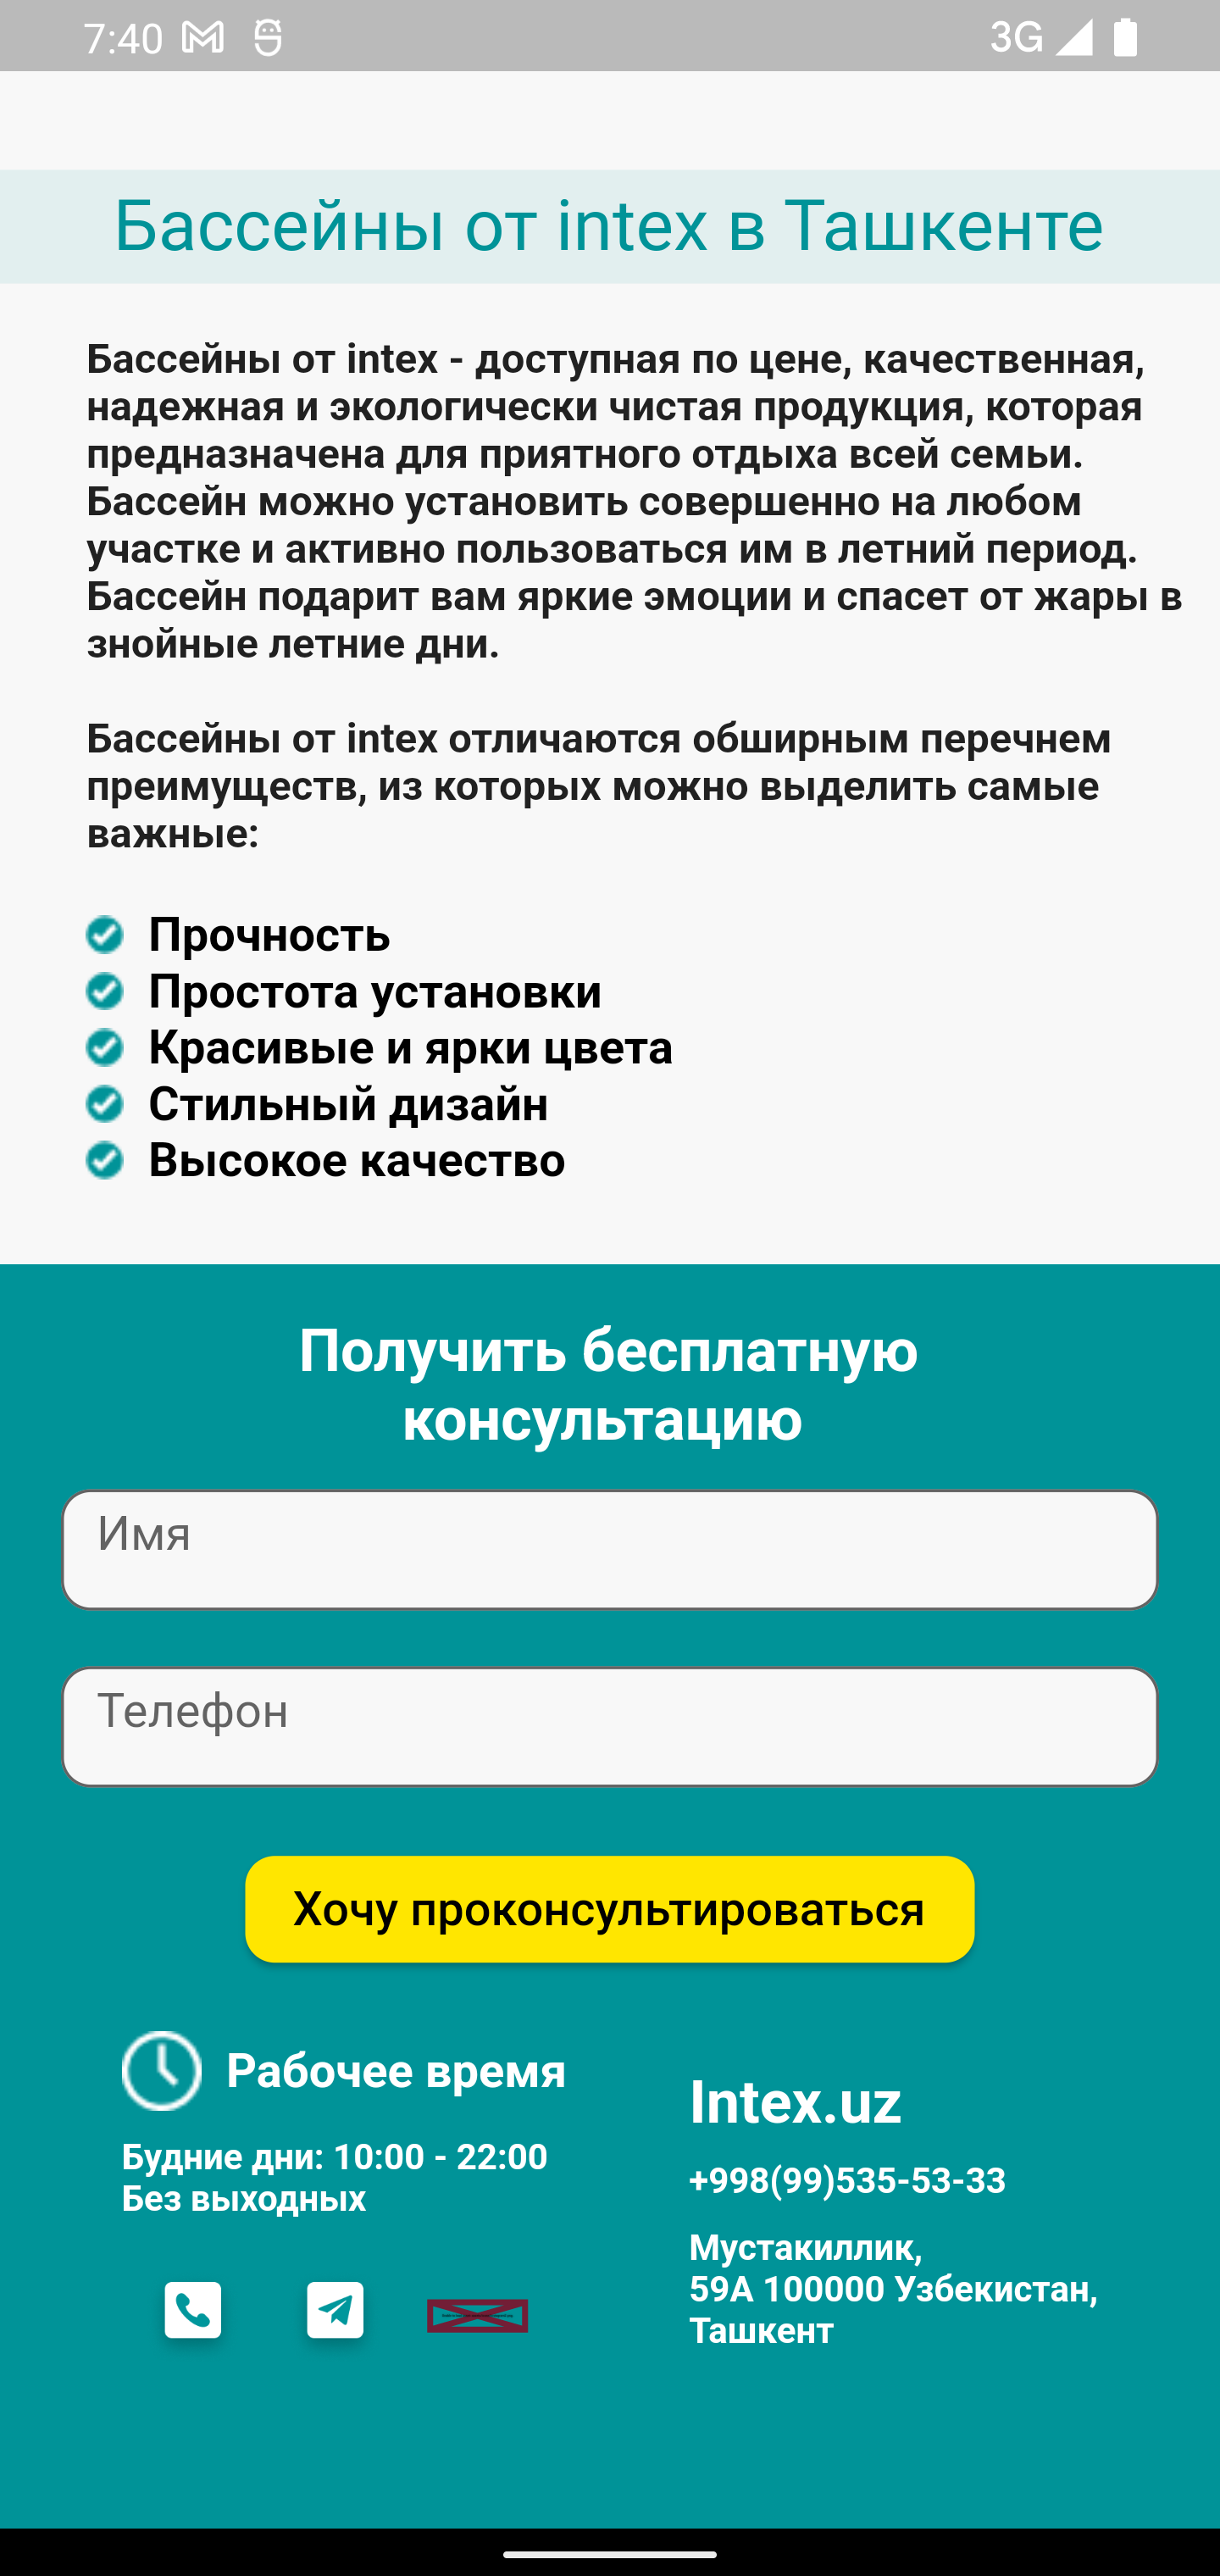 7:40
3G
Бассейны от intex в Ташкенте
Бассейны от intex - доступная по цене, качественная,
надежная и экологически чистая продукция, которая
предназначена для приятного отдыха всей семьи.
Бассейн можно установить совершенно на любом
участке и активно пользоваться им в летний период.
Бассейн подарит вам яркие эмоции и спасет от жары в
знойные летние дни.
Бассейны от intex отличаются обширным перечнем
преимуществ, из которых можно выделить самые
важные:
Прочность
Простота установки
Красивые и ярки цвета
Стильный дизайн
Высокое качество
Получить бесплатную
консультацию
Имя
Телефон
Хочу проконсультироваться
Рабочее время
Будние дни: 10:00 - 22:00
Без выходных
Intex.uz
+998(99)535-53-33
Мустакиллик,
59А 100000 Узбекистан,
Ташкент